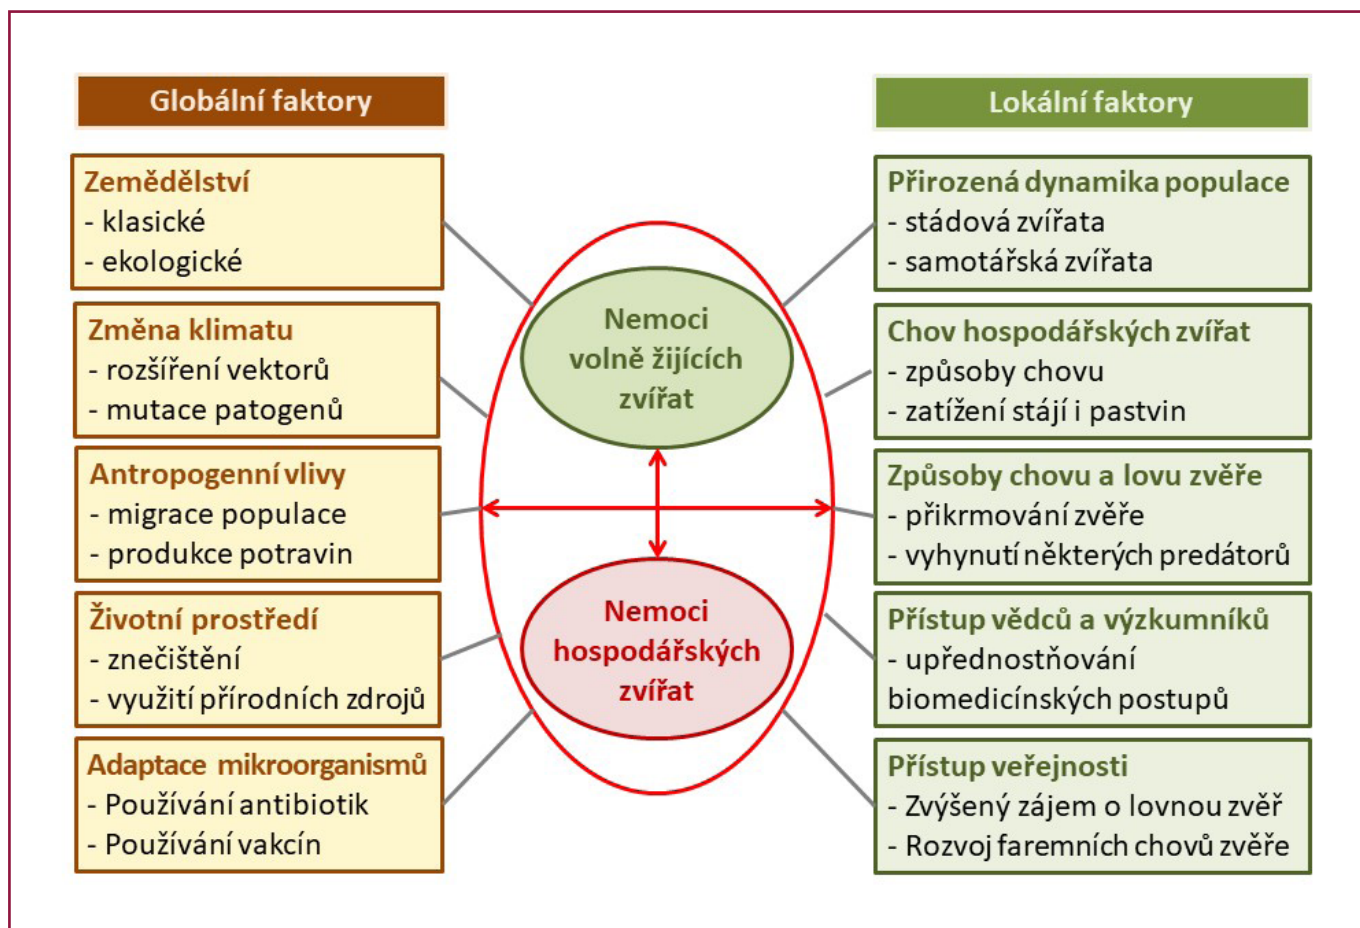 Globální faktory
Zemědělství
- klasické
- ekologické
Změna klimatu
- rozšíření vektorů
- mutace patogenů
Antropogenní vlivy
- migrace populace
- produkce potravin
Životní prostředí
- znečištění
- využití přírodních zdrojů
Adaptace mikroorganismů
- Používání antibiotik
- Používání vakcín
Nemoci
volně žijících
zvířat
Nemoci
hospodářských
zvířat
Lokální faktory
Přirozená dynamika populace
- stádová zvířata
- samotářská zvířata
Chov hospodářských zvířat
- způsoby chovu
- zatížení stájí i pastvin
Způsoby chovu a lovu zvěře
- přikrmování zvěře
- vyhynutí některých predátorů
Přístup vědců a výzkumníků
- upřednostňování
biomedicínských postupů
Přístup veřejnosti
- Zvýšený zájem o lovnou zvěř
- Rozvoj faremních chovů zvěře